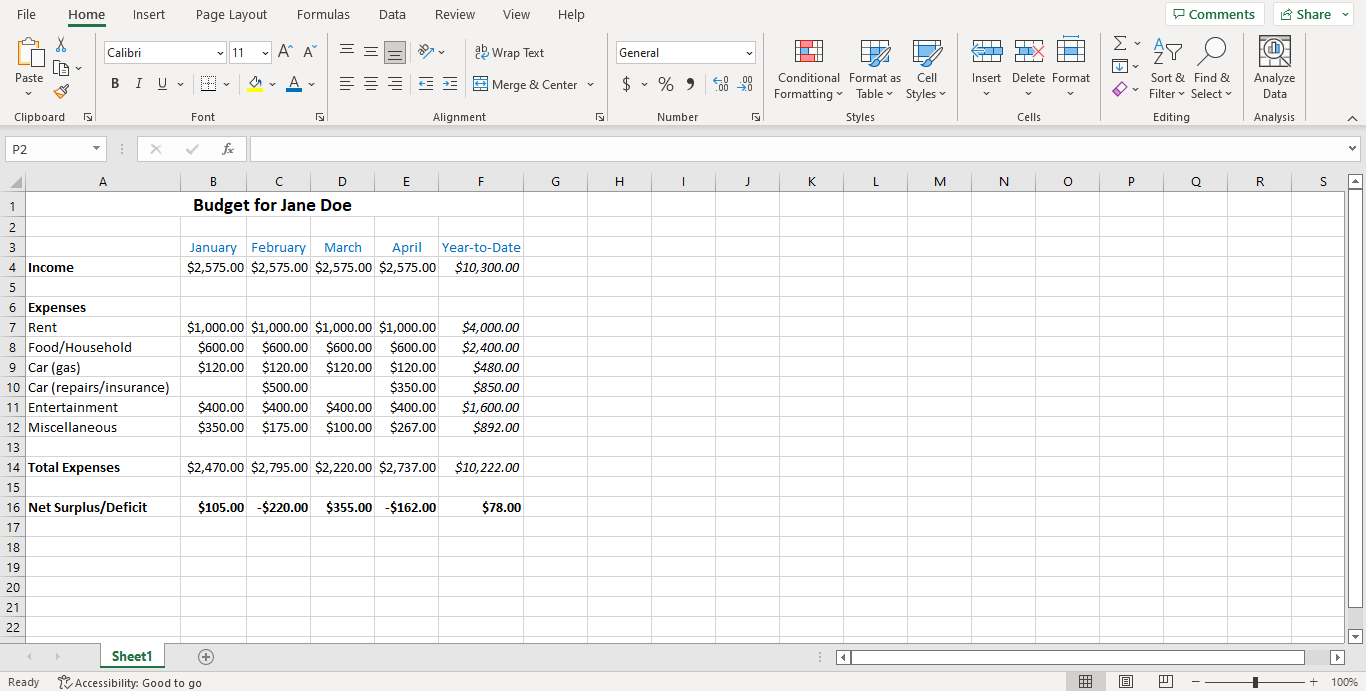 File Home Insert Page Layout Formulas Data Review View Help Comments Share
Calibri 11 Wrap Text General
Paste Merge & Center $ % Conditional Formatting Format as Table Cell Styles Insert Delete Format Sort & Filter Find & Select Analyze Data
Clipboard Font Alignment Number Styles Cells Editing Analysis
P2 fx
A B C D E F G H I J K L M N O P Q R S
1 Budget for Jane Doe
2
3 January February March April Year-to-Date
4 Income $2,575.00 $2,575.00 $2,575.00 $2,575.00 $10,300.00
5
6 Expenses
7 Rent $1,000.00 $1,000.00 $1,000.00 $1,000.00 $4,000.00
8 Food/Household $600.00 $600.00 $600.00 $600.00 $2,400.00
9 Car (gas) $120.00 $120.00 $120.00 $120.00 $480.00
10 Car (repairs/insurance) $500.00 $350.00 $850.00
11 Entertainment $400.00 $400.00 $400.00 $400.00 $1,600.00
12 Miscellaneous $350.00 $175.00 $100.00 $267.00 $892.00
13
14 Total Expenses $2,470.00 $2,795.00 $2,220.00 $2,737.00 $10,222.00
15
16 Net Surplus/Deficit $105.00 -$220.00 $355.00 -$162.00 $78.00
17
18
19
20
21
22
Sheet1
Ready Accessibility: Good to go 100%